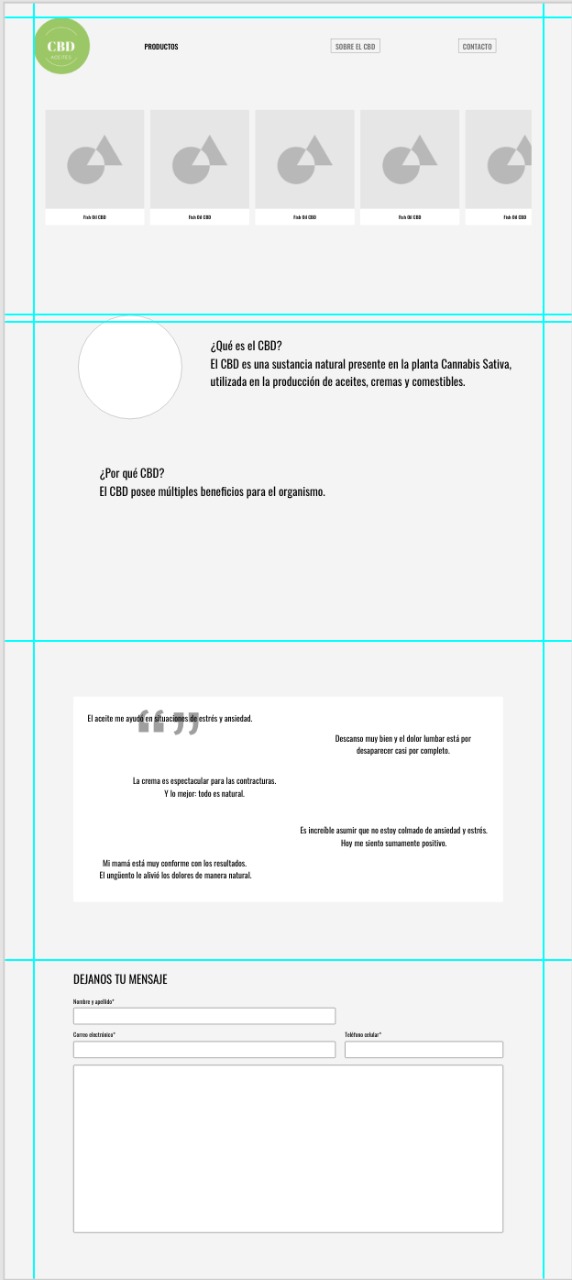 CBD
ACEITES
PRODUCTOS
SOBRE EL CBD
CONTACTO
Fish Oil CBD
Fish Oil CBD
Fish Oil CBD
Fish Oil CBD
Fish Oil CBD
¿Qué es el CBD?
El CBD es una sustancia natural presente en la planta Cannabis Sativa,
utilizada en la producción de aceites, cremas y comestibles.
¿Por qué CBD?
El CBD posee múltiples beneficios para el organismo.
“ ”
El aceite me ayudó en situaciones de estrés y ansiedad.
Descanso muy bien y el dolor lumbar está por
desaparecer casi por completo.
La crema es espectacular para las contracturas.
Y lo mejor: todo es natural.
Es increíble asumir que no estoy colmado de ansiedad y estrés.
Hoy me siento sumamente positivo.
Mi mamá está muy conforme con los resultados.
El ungüento le alivió los dolores de manera natural.
DEJANOS TU MENSAJE
Nombre y apellido*
Correo electrónico*
Teléfono celular*